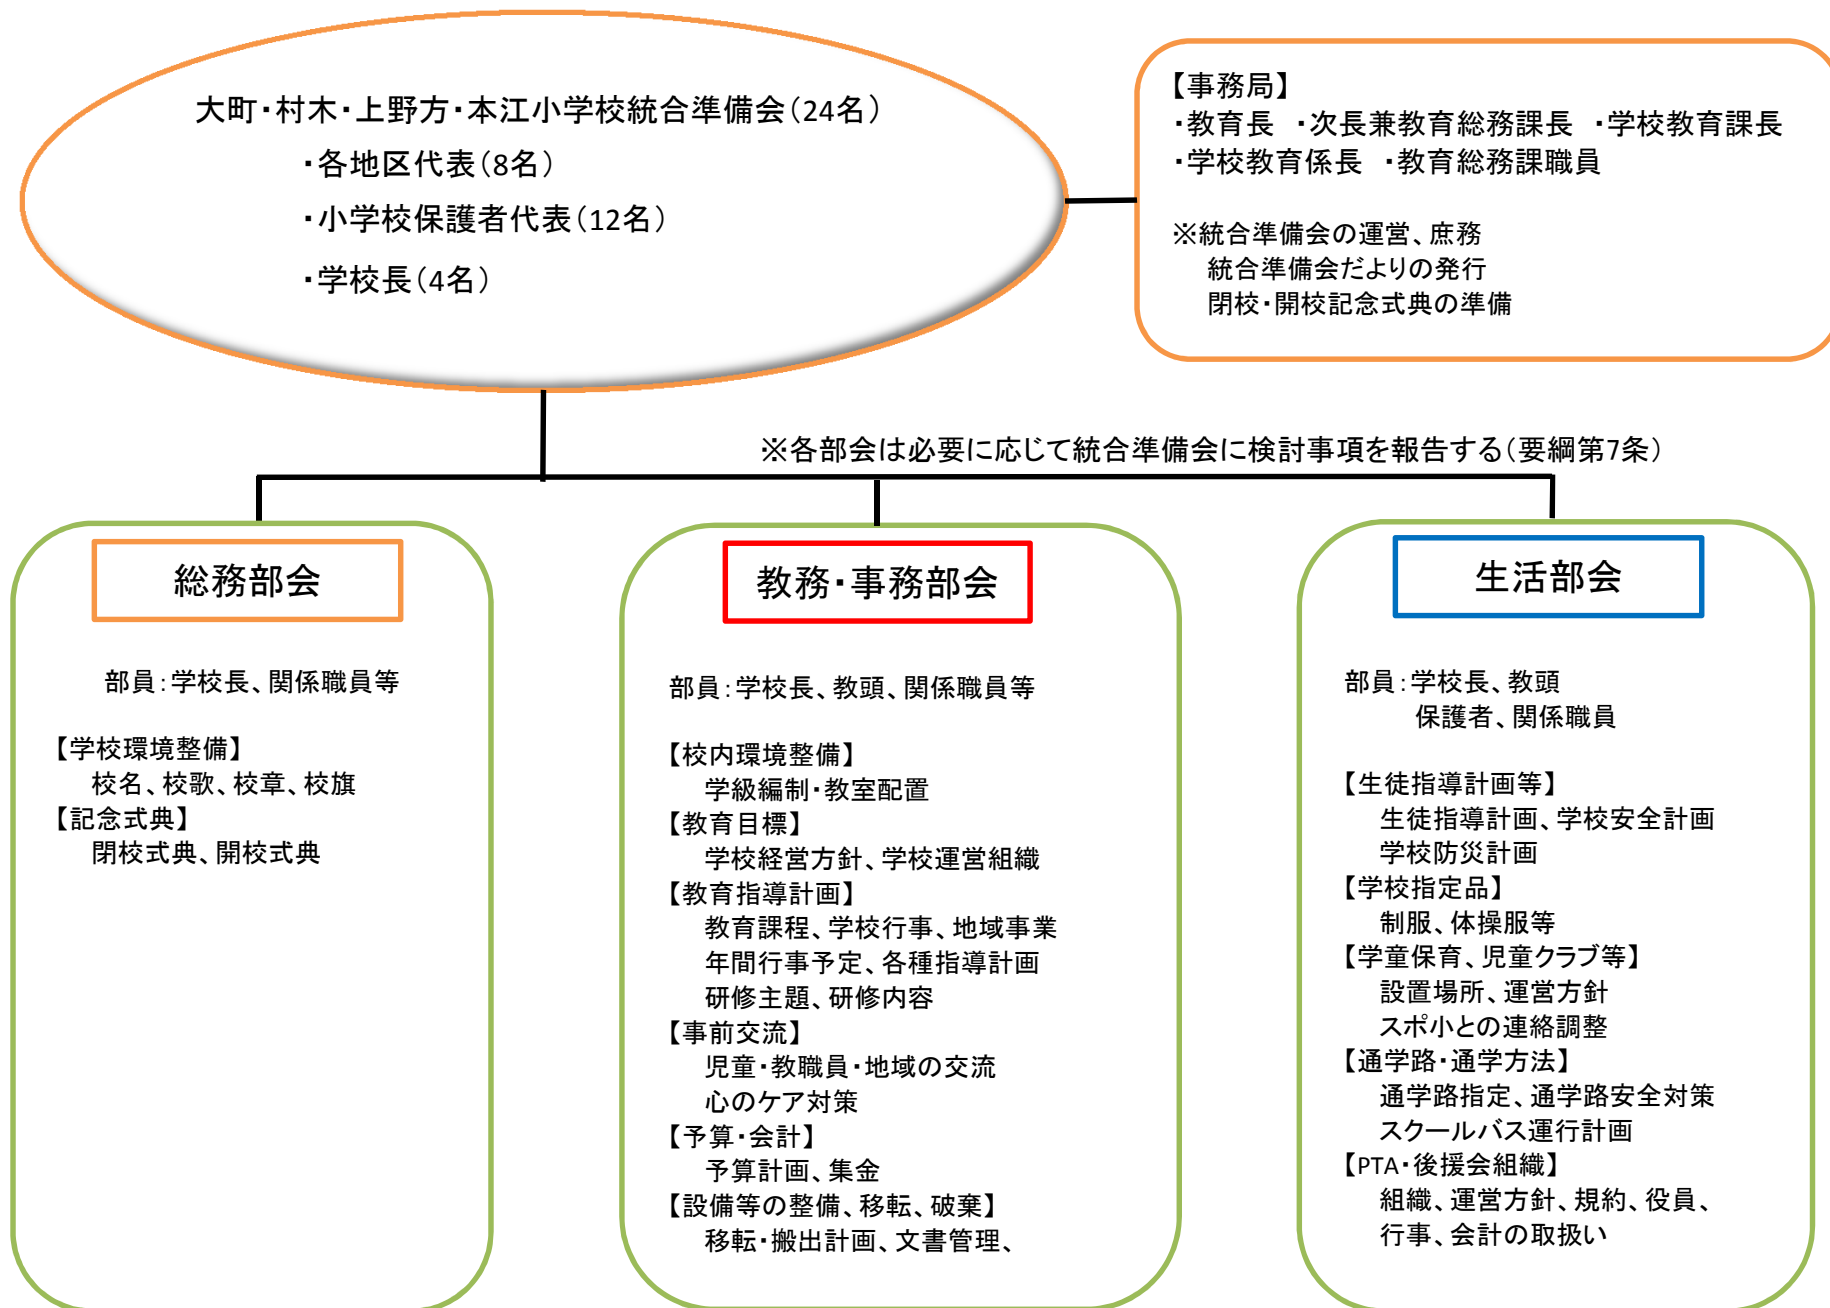 大町・村木・上野方・本江小学校統合準備会(24名)
・各地区代表(8名)
・小学校保護者代表(12名)
・学校長(4名)
【事務局】
・教育長 ・次長兼教育総務課長 ・学校教育課長
・学校教育係長 ・教育総務課職員
※統合準備会の運営、庶務
統合準備会だよりの発行
閉校・開校記念式典の準備
※各部会は必要に応じて統合準備会に検討事項を報告する(要綱第7条)
総務部会
部員:学校長、関係職員等
【学校環境整備】
校名、校歌、校章、校旗
【記念式典】
閉校式典、開校式典
教務・事務部会
部員:学校長、教頭、関係職員等
【校内環境整備】
学級編制・教室配置
【教育目標】
学校経営方針、学校運営組織
【教育指導計画】
教育課程、学校行事、地域事業
年間行事予定、各種指導計画
研修主題、研修内容
【事前交流】
児童・教職員・地域の交流
心のケア対策
【予算・会計】
予算計画、集金
【設備等の整備、移転、破棄】
移転・搬出計画、文書管理、
生活部会
部員:学校長、教頭
保護者、関係職員
【生徒指導計画等】
生徒指導計画、学校安全計画
学校防災計画
【学校指定品】
制服、体操服等
【学童保育、児童クラブ等】
設置場所、運営方針
スポ小との連絡調整
【通学路・通学方法】
通学路指定、通学路安全対策
スクールバス運行計画
【PTA・後援会組織】
組織、運営方針、規約、役員、
行事、会計の取扱い